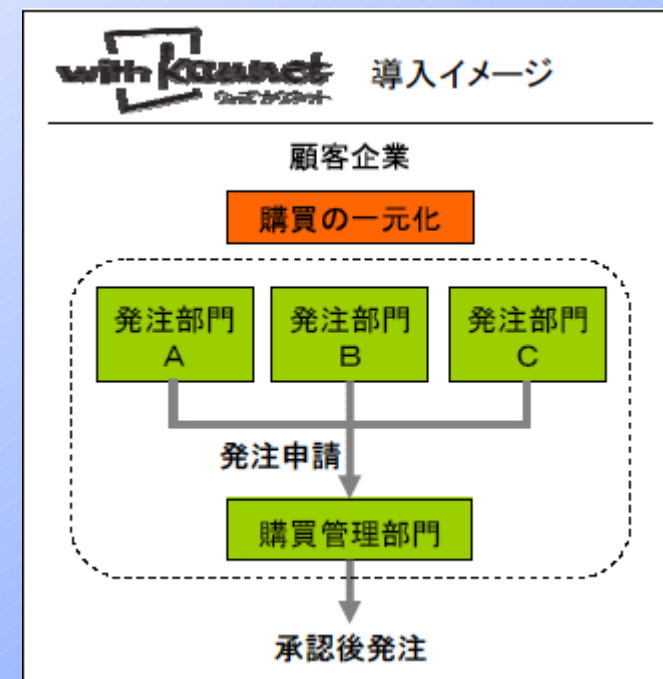 with Kaunet 導入イメージ
ウィズ カウネット
顧客企業
購買の一元化
発注部門 発注部門 発注部門
A B C
発注申請
購買管理部門
承認後発注